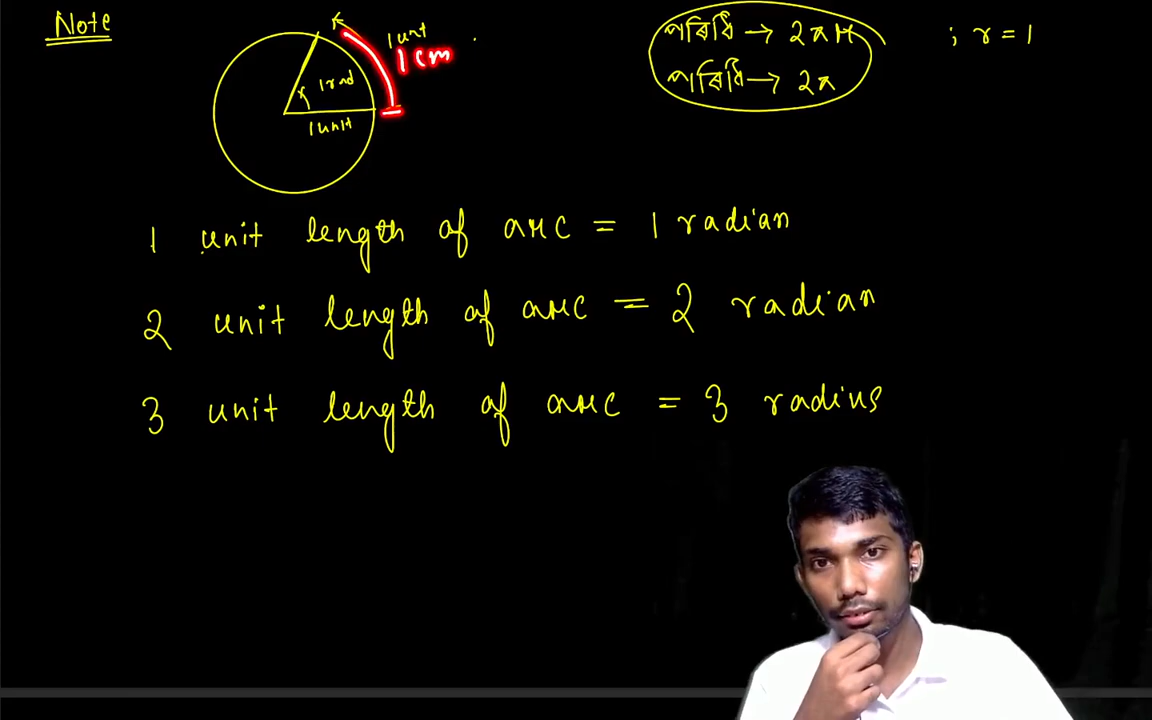 Note
1 unit
1 cm
1 rad
1 unit
পৰিধি → 2πr
পৰিধি → 2π
; r = 1
1 unit length of arc = 1 radian
2 unit length of arc = 2 radian
3 unit length of arc = 3 radius